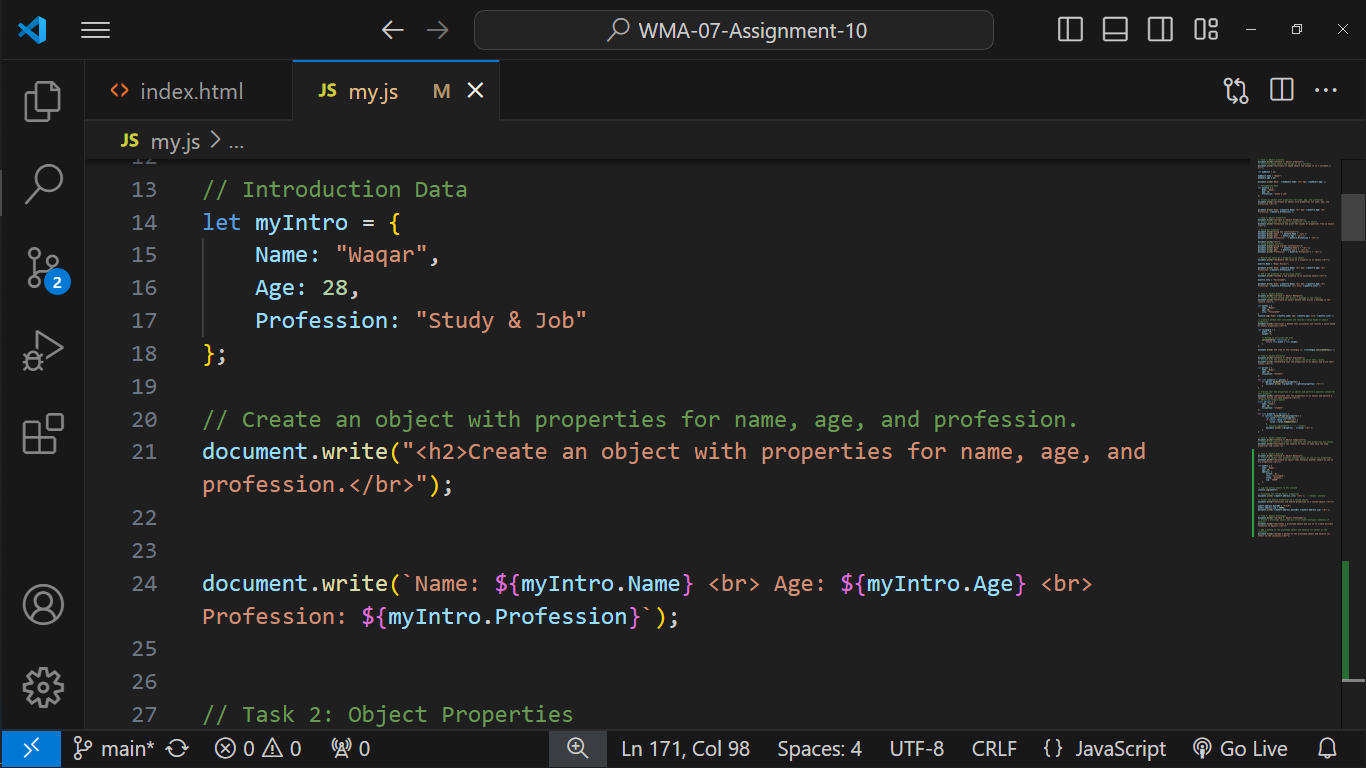 WMA-07-Assignment-10
index.html
JS my.js M
JS my.js > ...
12
13 // Introduction Data
14 let myIntro = {
15 Name: "Waqar",
16 Age: 28,
17 Profession: "Study & Job"
18 };
19
20 // Create an object with properties for name, age, and profession.
21 document.write("<h2>Create an object with properties for name, age, and
profession.</br>");
22
23
24 document.write(`Name: ${myIntro.Name} <br> Age: ${myIntro.Age} <br>
Profession: ${myIntro.Profession}`);
25
26
27 // Task 2: Object Properties
2
main* 0 0 0 Ln 171, Col 98 Spaces: 4 UTF-8 CRLF {} JavaScript Go Live